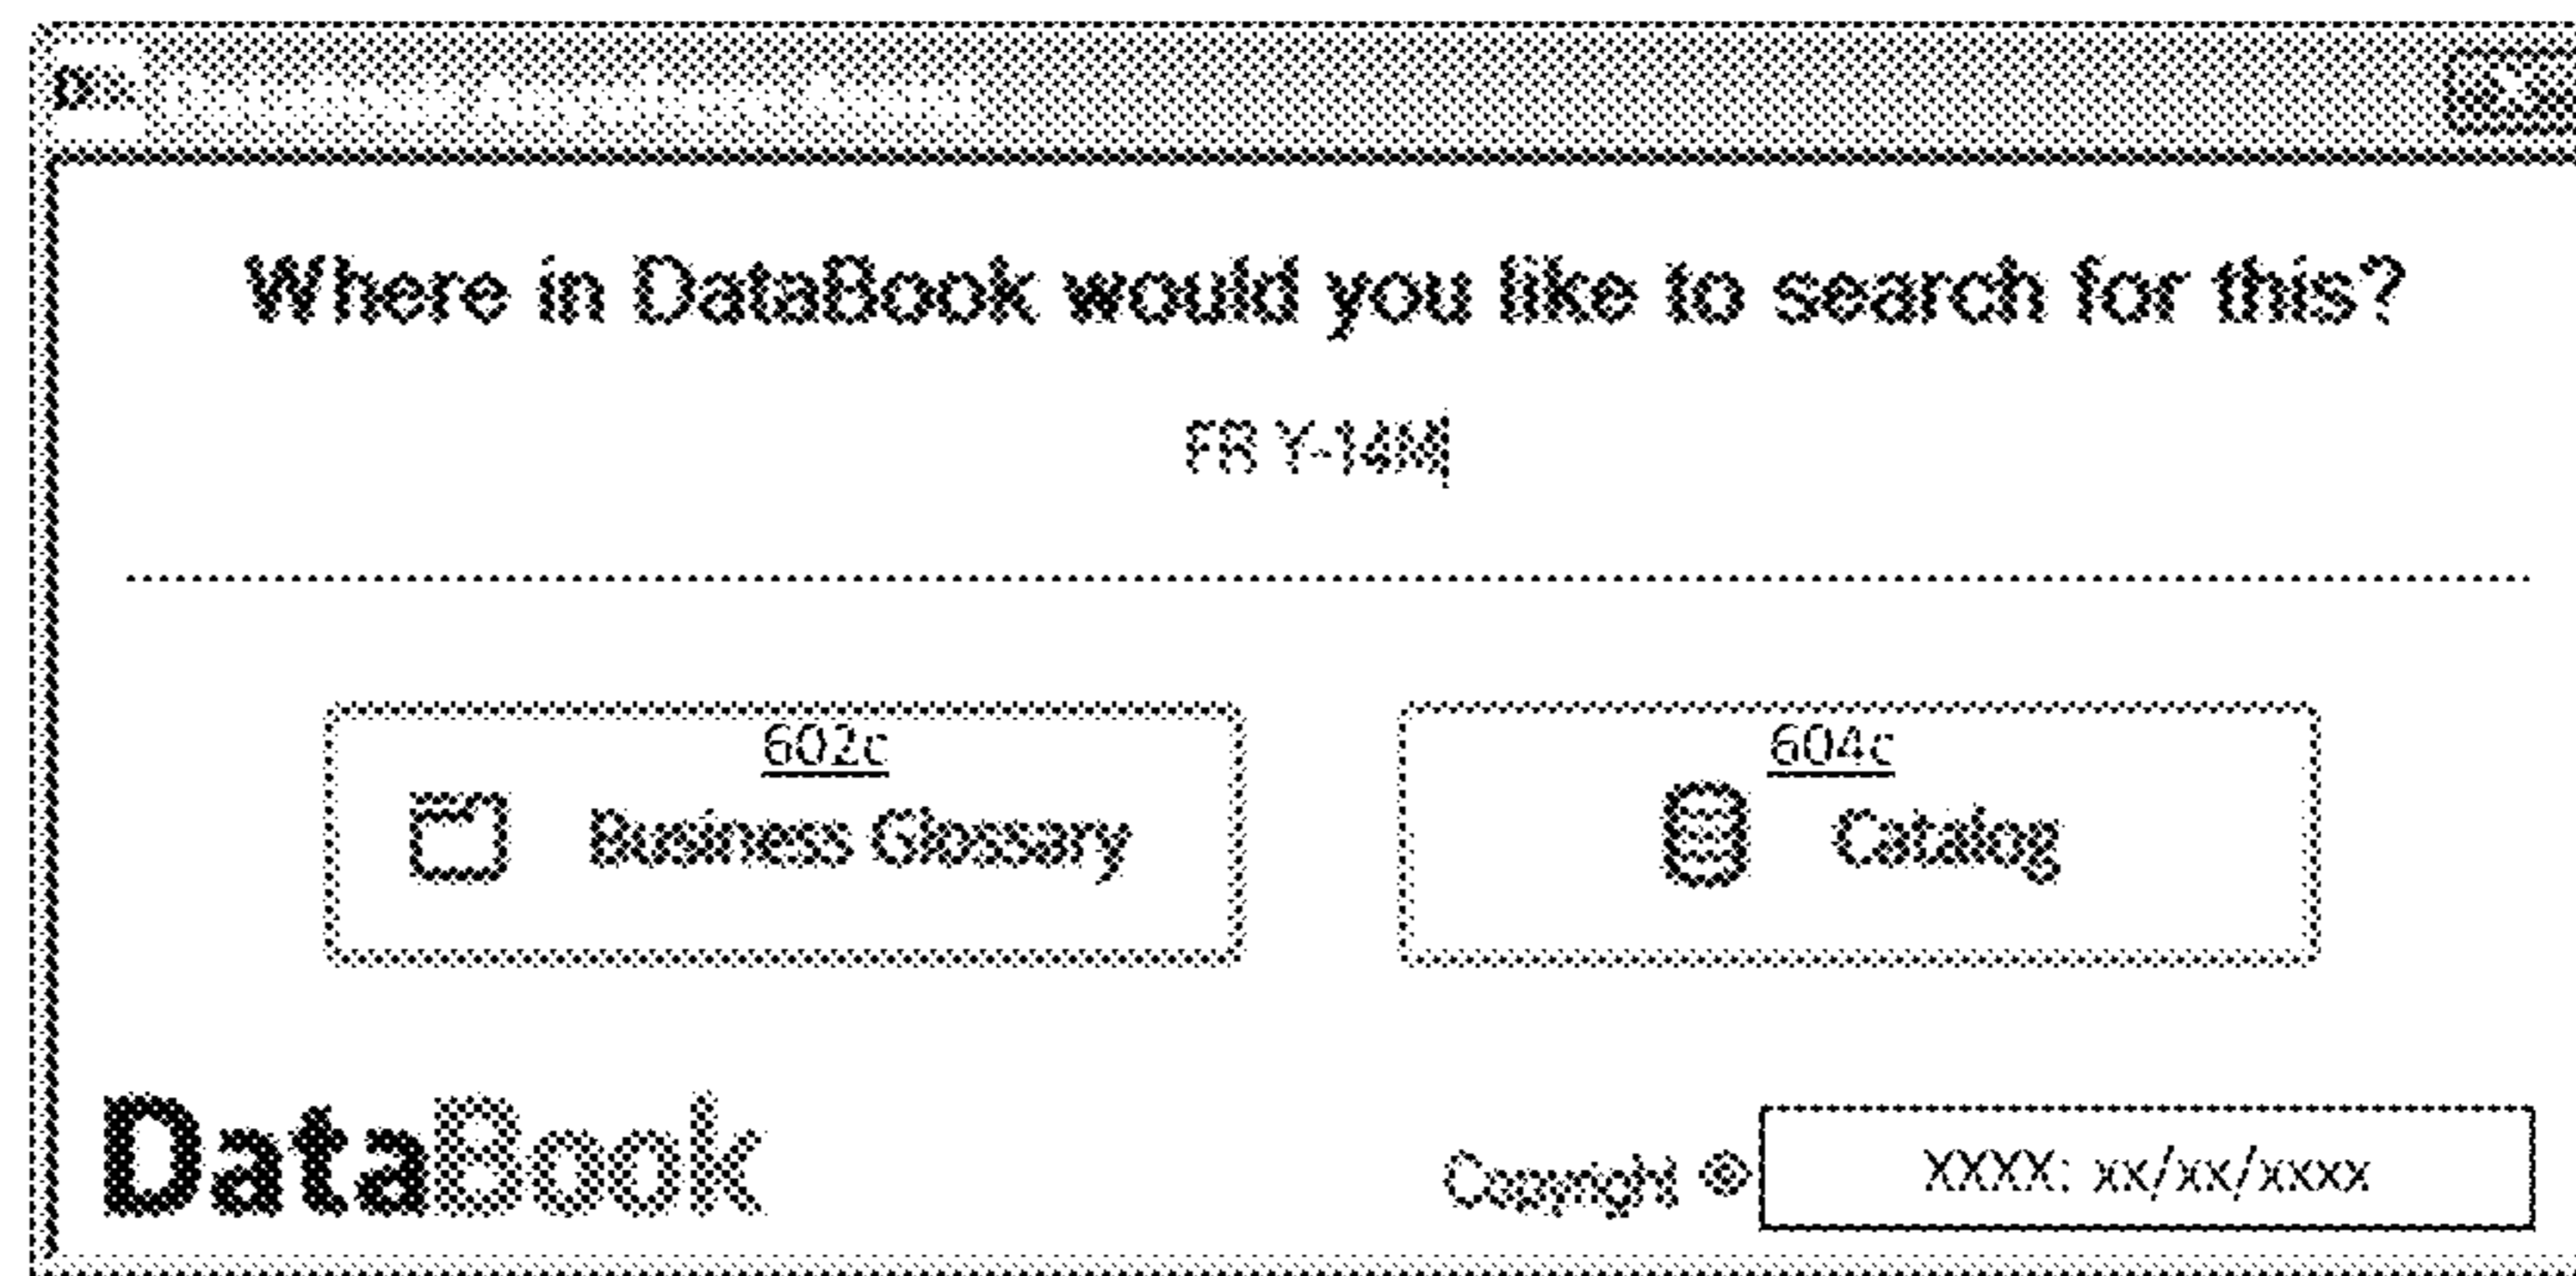 Where in DataBook would you like to search for this?
FR Y-14M
602c
Business Glossary
604c
Catalog
DataBook
Copyright ©
XXXX: xx/xx/xxxx